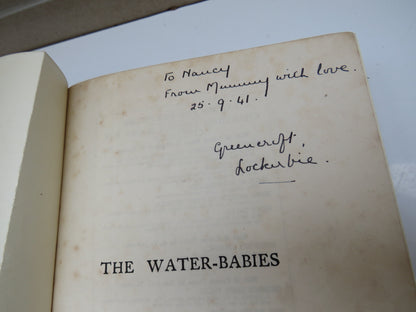 To Nancy
From Mummy with love.
25.9.41.
Greencroft,
Lockerbie.
THE WATER-BABIES